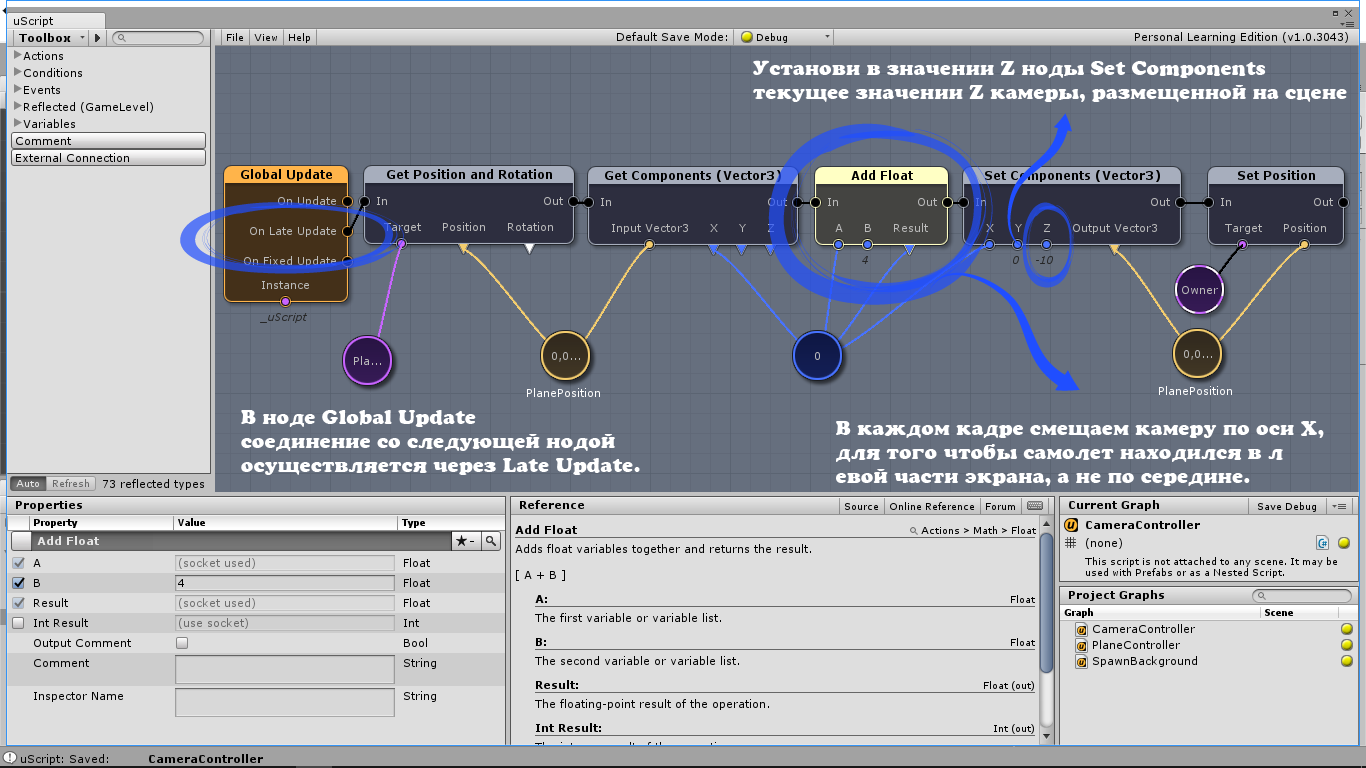 uScript
Toolbox
File View Help
Default Save Mode: Debug
Personal Learning Edition (v1.0.3043)
Actions
Conditions
Events
Reflected (GameLevel)
Variables
Comment
External Connection
Установи в значении Z ноды Set Components
текущее значении Z камеры, размещенной на сцене
Global Update
On Update
On Late Update
On Fixed Update
Instance
_uScript
Get Position and Rotation
In Out
Target Position Rotation
Get Components (Vector3)
In
Input Vector3 X Y Z
Add Float
In Out
A B Result
4
Set Components (Vector3)
In Out
X Y Z Output Vector3
0 -10
Set Position
In
Target Position
Owner
Pla...
0,0...
PlanePosition
0
0,0...
PlanePosition
В ноде Global Update
соединение со следующей нодой
осуществляется через Late Update.
В каждом кадре смещаем камеру по оси X,
для того чтобы самолет находился в л
евой части экрана, а не по середине.
Auto Refresh 73 reflected types
Properties
Property Value Type
Add Float
A (socket used) Float
B 4 Float
Result (socket used) Float
Int Result (use socket) Int
Output Comment Bool
Comment String
Inspector Name String
Reference
Source Online Reference Forum
Add Float
Actions > Math > Float
Adds float variables together and returns the result.
[ A + B ]
A: Float
The first variable or variable list.
B: Float
The second variable or variable list.
Result: Float (out)
The floating-point result of the operation.
Int Result: Int (out)
Current Graph
Save Debug
CameraController
(none)
This script is not attached to any scene. It may be
used with Prefabs or as a Nested Script.
Project Graphs
Graph Scene
CameraController
PlaneController
SpawnBackground
uScript: Saved: CameraController